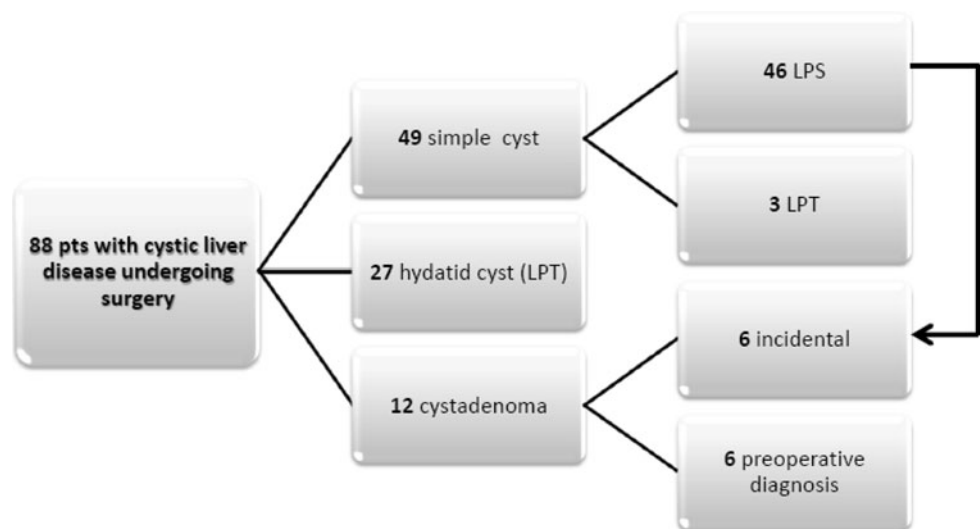 88 pts with cystic liver
disease undergoing
surgery
49 simple cyst
27 hydatid cyst (LPT)
12 cystadenoma
46 LPS
3 LPT
6 incidental
6 preoperative
diagnosis